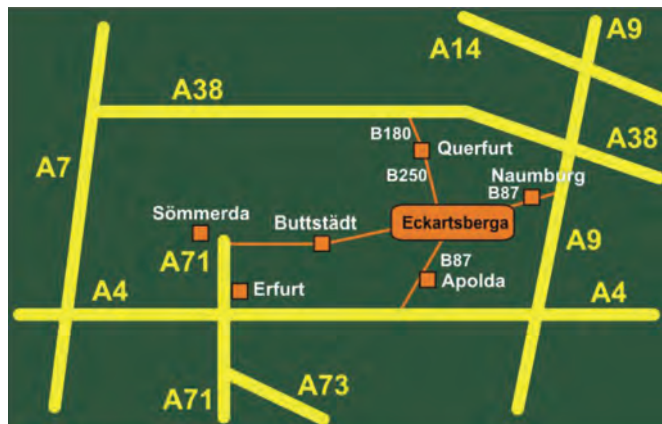 A9
A14
A38
B180
Querfurt
A38
A7
B250
Naumburg
B87
Sömmerda
Buttstädt
Eckartsberga
A71
B87
A9
A4
Erfurt
Apolda
A4
A73
A71